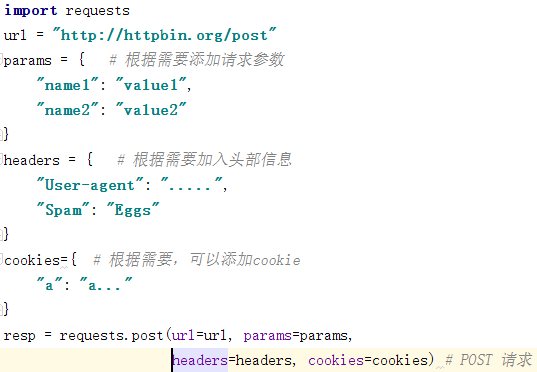 import requests
url = "http://httpbin.org/post"
params = {   # 根据需要添加请求参数
    "name1": "value1",
    "name2": "value2"
}
headers = {   # 根据需要加入头部信息
    "User-agent": ".....",
    "Spam": "Eggs"
}
cookies={  # 根据需要，可以添加cookie
    "a": "a..."
}
resp = requests.post(url=url, params=params,
                     headers=headers, cookies=cookies) # POST 请求